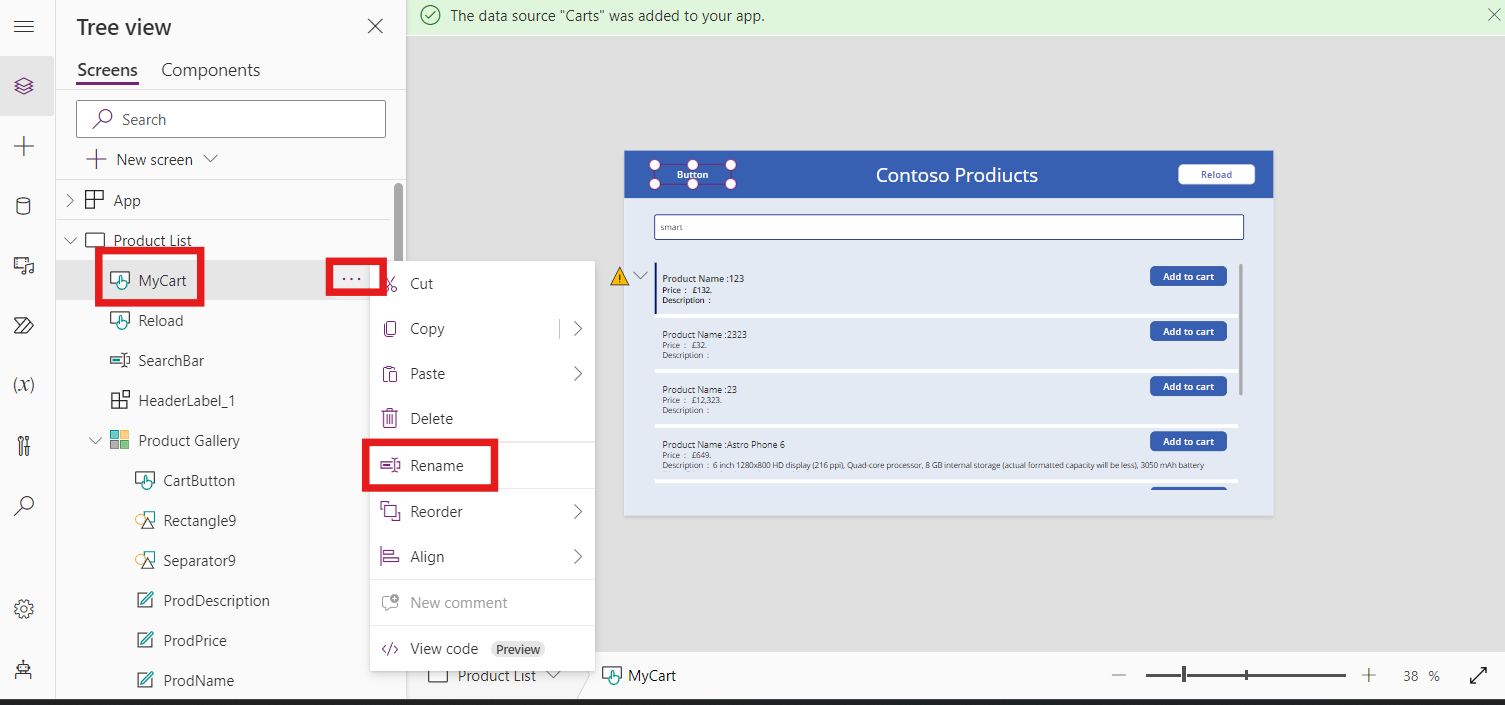 The data source "Carts" was added to your app.
Tree view
Screens Components
Search
New screen
App
Product List
MyCart
Reload
SearchBar
HeaderLabel_1
Product Gallery
CartButton
Rectangle9
Separator9
ProdDescription
ProdPrice
ProdName
Cut
Copy
Paste
Delete
Rename
Reorder
Align
New comment
View code Preview
Button
Contoso Prodiucts
Reload
smart
Product Name :123
Price : £132.
Description :
Add to cart
Product Name :2323
Price : £32.
Description :
Add to cart
Product Name :23
Price : £12,323.
Description :
Add to cart
Product Name :Astro Phone 6
Price : £649.
Description : 6 inch 1280x800 HD display (216 ppi), Quad-core processor, 8 GB internal storage (actual formatted capacity will be less), 3050 mAh battery
Add to cart
Product List
MyCart
38 %